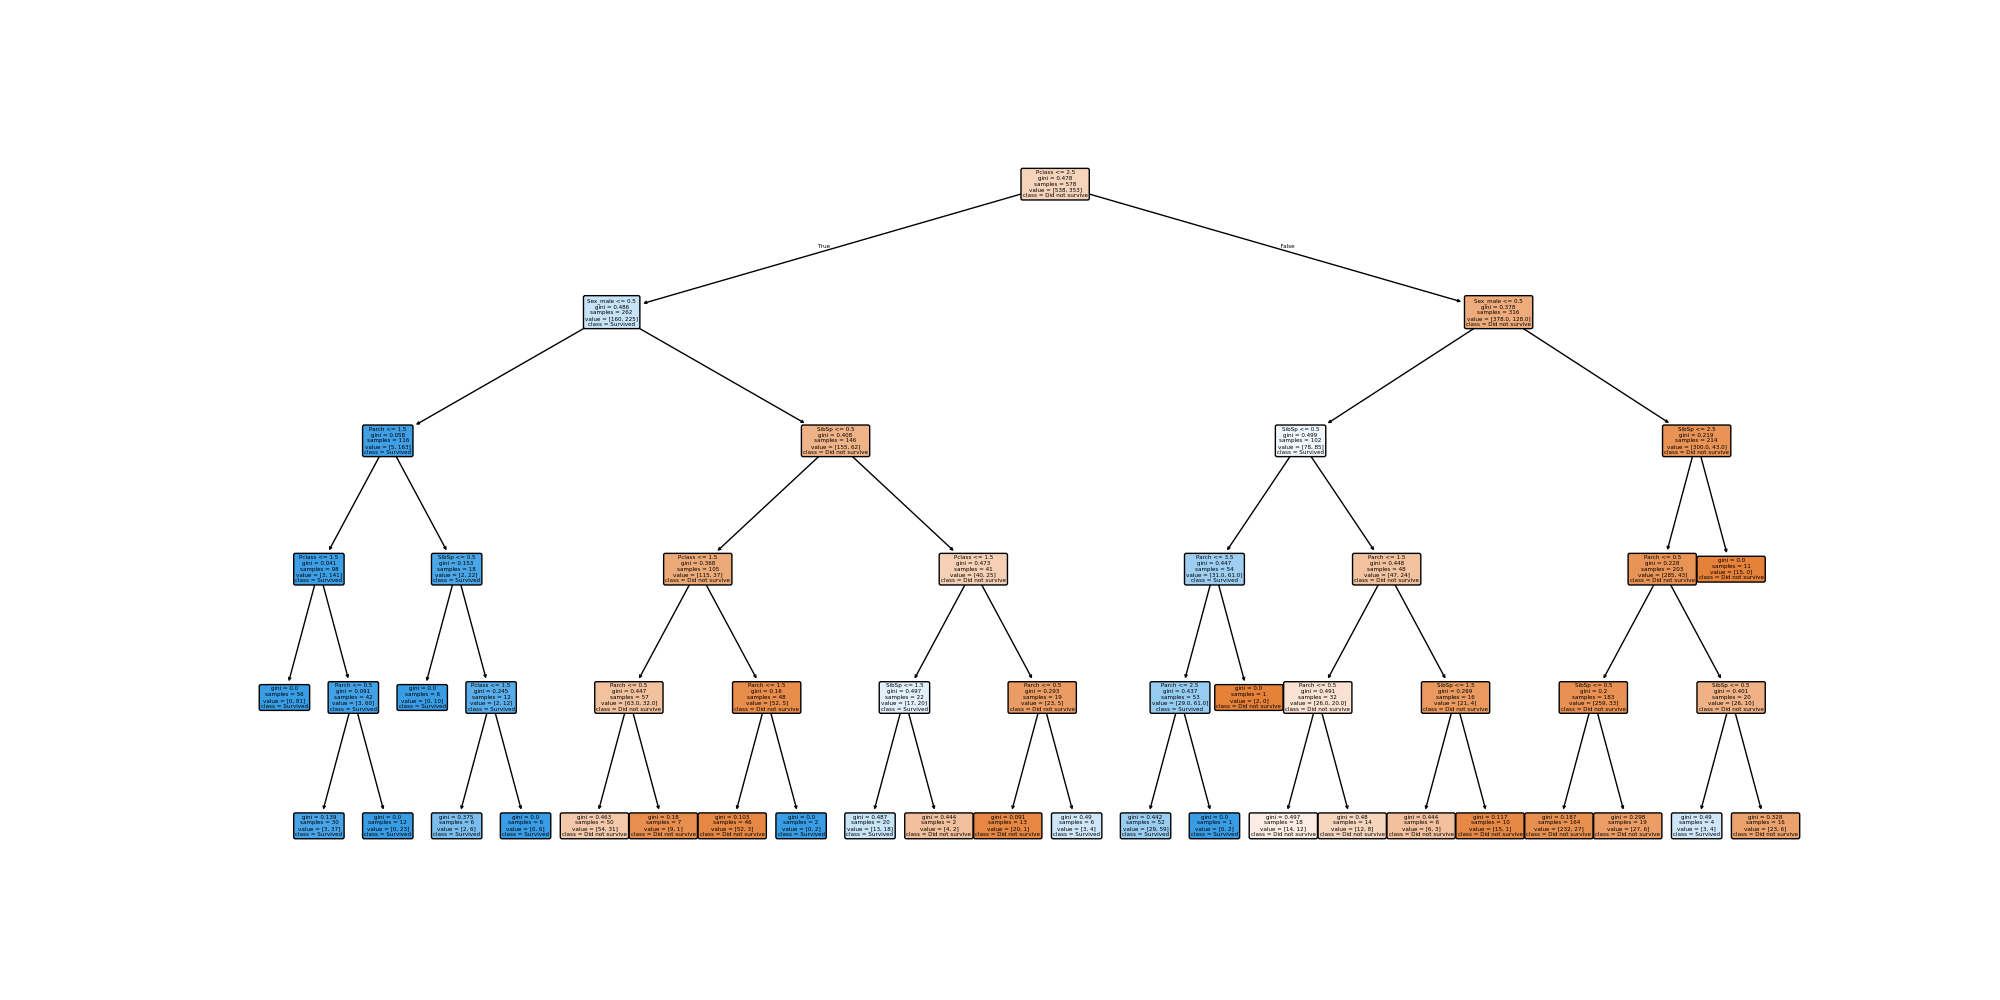 Pclass <= 2.5
gini = 0.478
samples = 578
value = [538, 353]
class = Did not survive
True
False
Sex_male <= 0.5
gini = 0.486
samples = 262
value = [160, 225]
class = Survived
Sex_male <= 0.5
gini = 0.378
samples = 316
value = [378.0, 128.0]
class = Did not survive
Parch <= 1.5
gini = 0.058
samples = 116
value = [5, 163]
class = Survived
SibSp <= 0.5
gini = 0.408
samples = 146
value = [155, 62]
class = Did not survive
SibSp <= 0.5
gini = 0.499
samples = 102
value = [78, 85]
class = Survived
SibSp <= 2.5
gini = 0.219
samples = 214
value = [300.0, 43.0]
class = Did not survive
Pclass <= 1.5
gini = 0.041
samples = 98
value = [3, 141]
class = Survived
SibSp <= 0.5
gini = 0.153
samples = 18
value = [2, 22]
class = Survived
Pclass <= 1.5
gini = 0.368
samples = 105
value = [115, 37]
class = Did not survive
Pclass <= 1.5
gini = 0.473
samples = 41
value = [40, 25]
class = Did not survive
Parch <= 3.5
gini = 0.447
samples = 54
value = [31.0, 61.0]
class = Survived
Parch <= 1.5
gini = 0.448
samples = 48
value = [47, 24]
class = Did not survive
Parch <= 0.5
gini = 0.228
samples = 203
value = [285, 43]
class = Did not survive
gini = 0.0
samples = 11
value = [15, 0]
class = Did not survive
gini = 0.0
samples = 56
value = [0, 81]
class = Survived
Parch <= 0.5
gini = 0.091
samples = 42
value = [3, 60]
class = Survived
gini = 0.0
samples = 6
value = [0, 10]
class = Survived
Pclass <= 1.5
gini = 0.245
samples = 12
value = [2, 12]
class = Survived
Parch <= 0.5
gini = 0.447
samples = 57
value = [63.0, 32.0]
class = Did not survive
Parch <= 1.5
gini = 0.16
samples = 48
value = [52, 5]
class = Did not survive
SibSp <= 1.5
gini = 0.497
samples = 22
value = [17, 20]
class = Survived
Parch <= 0.5
gini = 0.293
samples = 19
value = [23, 5]
class = Did not survive
Parch <= 2.5
gini = 0.437
samples = 53
value = [29.0, 61.0]
class = Survived
gini = 0.0
samples = 1
value = [2, 0]
class = Did not survive
Parch <= 0.5
gini = 0.491
samples = 32
value = [26.0, 20.0]
class = Did not survive
SibSp <= 1.5
gini = 0.269
samples = 16
value = [21, 4]
class = Did not survive
SibSp <= 0.5
gini = 0.2
samples = 183
value = [259, 33]
class = Did not survive
SibSp <= 0.5
gini = 0.401
samples = 20
value = [26, 10]
class = Did not survive
gini = 0.139
samples = 30
value = [3, 37]
class = Survived
gini = 0.0
samples = 12
value = [0, 23]
class = Survived
gini = 0.375
samples = 6
value = [2, 6]
class = Survived
gini = 0.0
samples = 6
value = [0, 6]
class = Survived
gini = 0.463
samples = 50
value = [54, 31]
class = Did not survive
gini = 0.18
samples = 7
value = [9, 1]
class = Did not survive
gini = 0.103
samples = 46
value = [52, 3]
class = Did not survive
gini = 0.0
samples = 2
value = [0, 2]
class = Survived
gini = 0.487
samples = 20
value = [13, 18]
class = Survived
gini = 0.444
samples = 2
value = [4, 2]
class = Did not survive
gini = 0.091
samples = 13
value = [20, 1]
class = Did not survive
gini = 0.49
samples = 6
value = [3, 4]
class = Survived
gini = 0.442
samples = 52
value = [29, 59]
class = Survived
gini = 0.0
samples = 1
value = [0, 2]
class = Survived
gini = 0.497
samples = 18
value = [14, 12]
class = Did not survive
gini = 0.48
samples = 14
value = [12, 8]
class = Did not survive
gini = 0.444
samples = 6
value = [6, 3]
class = Did not survive
gini = 0.117
samples = 10
value = [15, 1]
class = Did not survive
gini = 0.187
samples = 164
value = [232, 27]
class = Did not survive
gini = 0.298
samples = 19
value = [27, 6]
class = Did not survive
gini = 0.49
samples = 4
value = [3, 4]
class = Survived
gini = 0.328
samples = 16
value = [23, 6]
class = Did not survive